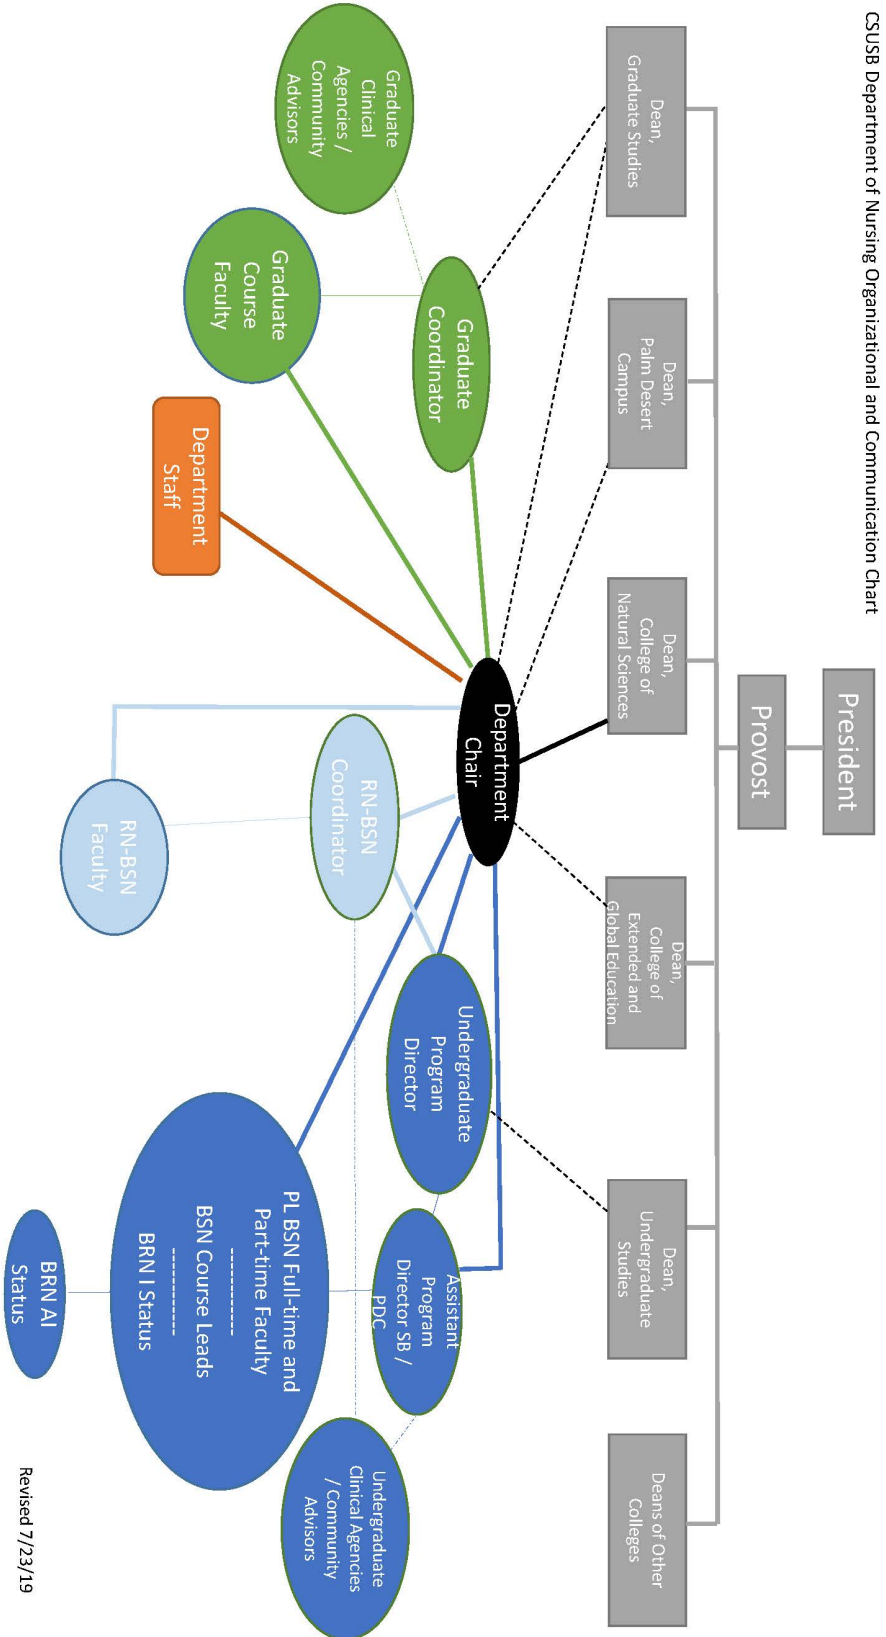 CSUSB Department of Nursing Organizational and Communication Chart
President
Provost
Dean,
Graduate Studies
Dean,
Palm Desert
Campus
Dean,
College of
Natural Sciences
Dean,
College of
Extended and
Global Education
Dean,
Undergraduate
Studies
Deans of Other
Colleges
Department
Chair
Graduate
Coordinator
Graduate
Clinical
Agencies /
Community
Advisors
Graduate
Course
Faculty
Department
Staff
RN-BSN
Coordinator
RN-BSN
Faculty
Undergraduate
Program
Director
Assistant
Program
Director SB /
PDC
Undergraduate
Clinical Agencies
/ Community
Advisors
PL BSN Full-time and
Part-time Faculty
------------
BSN Course Leads
------------
BRN I Status
BRN AI
Status
Revised 7/23/19